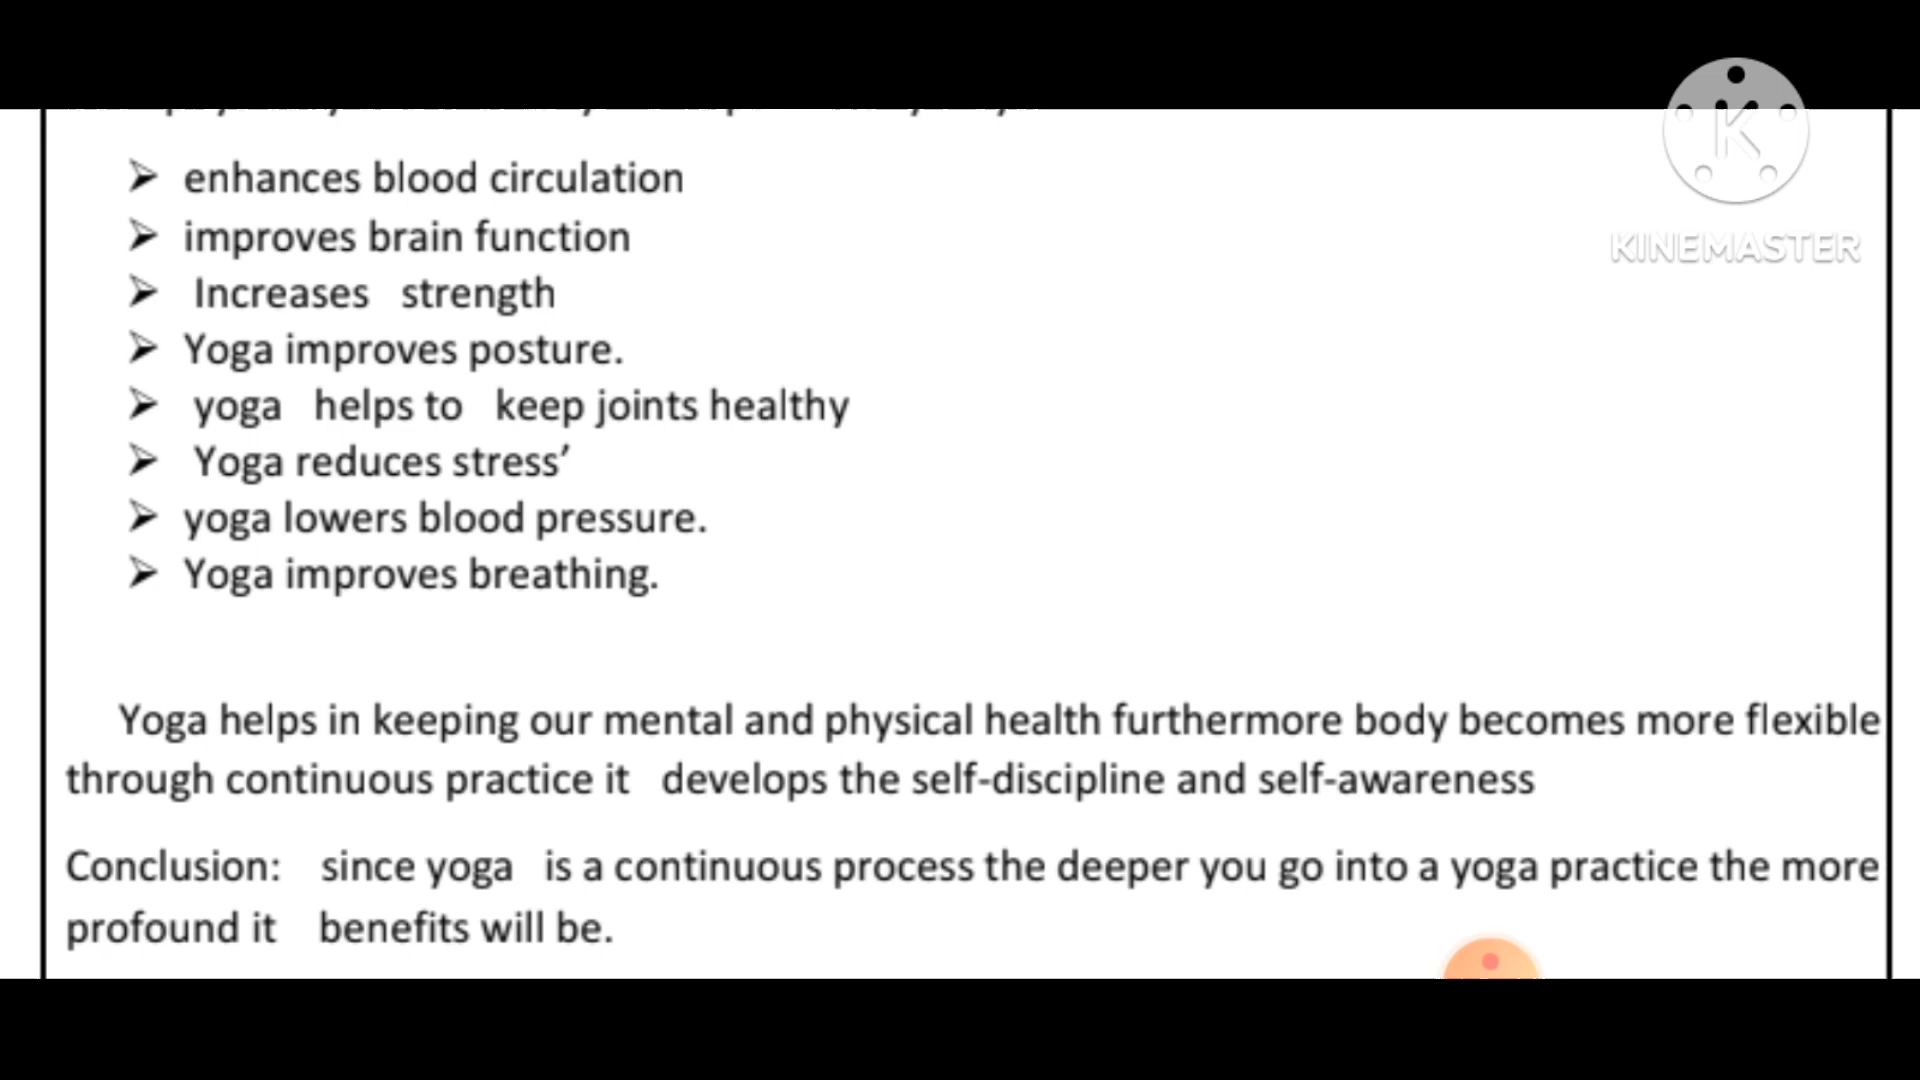 ➢ enhances blood circulation
KINEMASTER
➢ improves brain function
➢ Increases strength
➢ Yoga improves posture.
➢ yoga helps to keep joints healthy
➢ Yoga reduces stress’
➢ yoga lowers blood pressure.
➢ Yoga improves breathing.
Yoga helps in keeping our mental and physical health furthermore body becomes more flexible
through continuous practice it develops the self-discipline and self-awareness
Conclusion: since yoga is a continuous process the deeper you go into a yoga practice the more
profound it benefits will be.